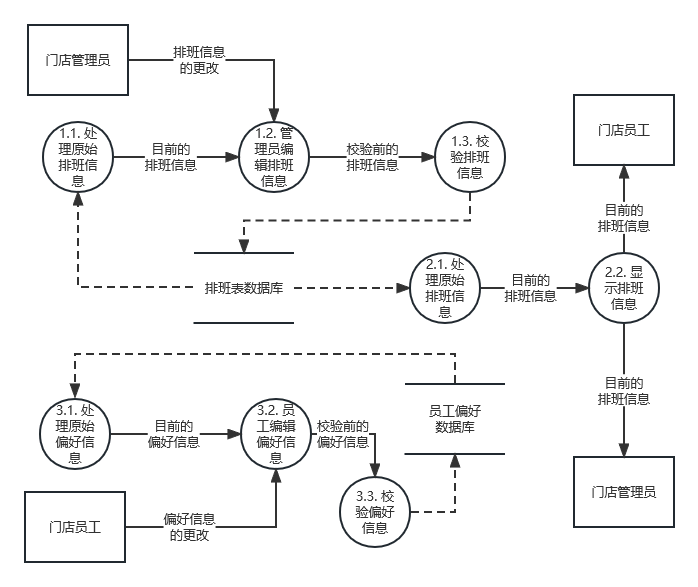 门店管理员
排班信息
的更改
1.1. 处
理原始
排班信
息
目前的
排班信息
1.2. 管
理员编
辑排班
信息
校验前的
排班信息
1.3. 校
验排班
信息
门店员工
目前的
排班信息
排班表数据库
2.1. 处
理原始
排班信
息
目前的
排班信息
2.2. 显
示排班
信息
目前的
排班信息
门店管理员
3.1. 处
理原始
偏好信
息
目前的
偏好信息
3.2. 员
工编辑
偏好信
息
校验前的
偏好信息
员工偏好
数据库
3.3. 校
验偏好
信息
门店员工
偏好信息
的更改